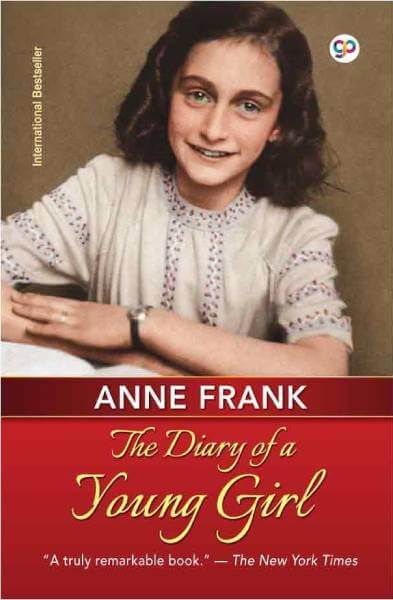 International Bestseller
gp
ANNE FRANK
The Diary of a
Young Girl
“A truly remarkable book.” — The New York Times